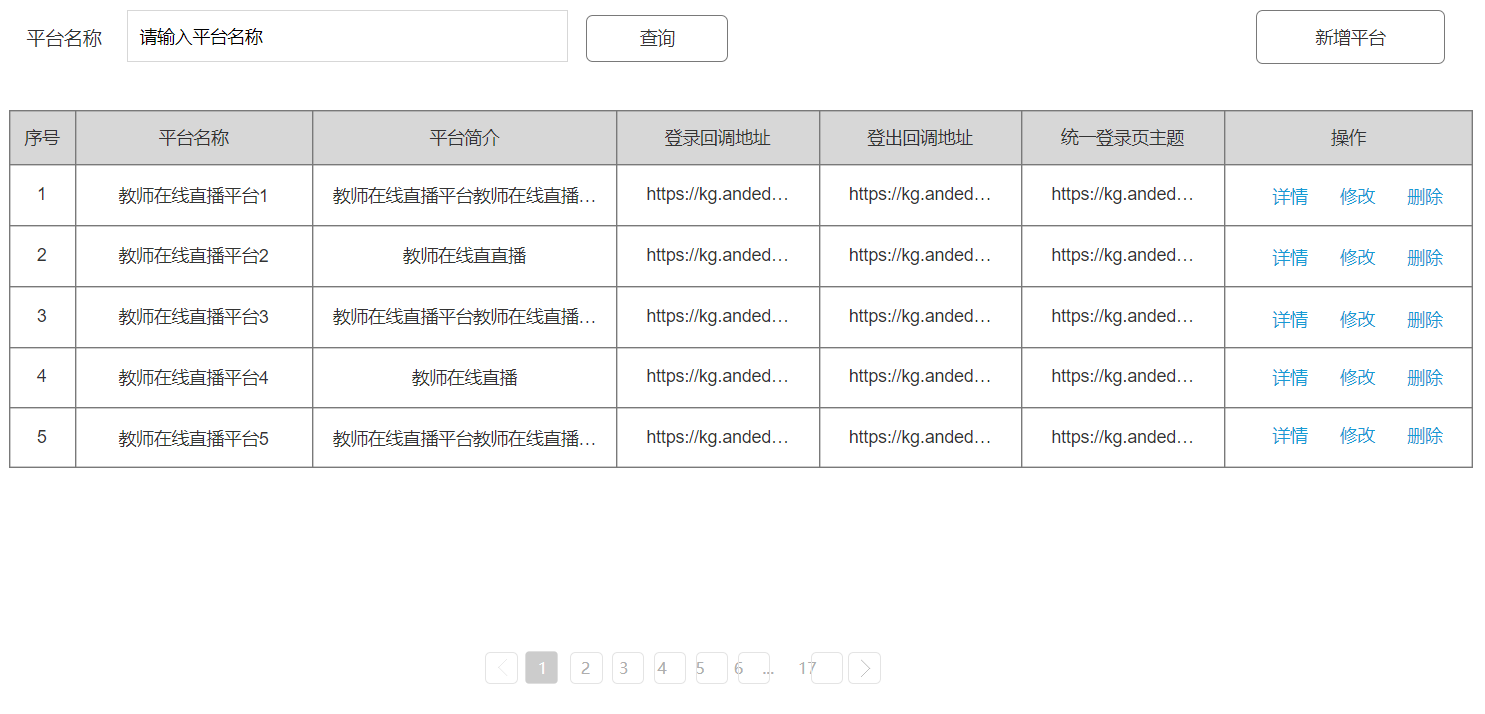 平台名称 请输入平台名称 查询 新增平台
序号 平台名称 平台简介 登录回调地址 登出回调地址 统一登录页主题 操作
1 教师在线直播平台1 教师在线直播平台教师在线直播... https://kg.anded... https://kg.anded... https://kg.anded... 详情 修改 删除
2 教师在线直播平台2 教师在线直直播 https://kg.anded... https://kg.anded... https://kg.anded... 详情 修改 删除
3 教师在线直播平台3 教师在线直播平台教师在线直播... https://kg.anded... https://kg.anded... https://kg.anded... 详情 修改 删除
4 教师在线直播平台4 教师在线直播 https://kg.anded... https://kg.anded... https://kg.anded... 详情 修改 删除
5 教师在线直播平台5 教师在线直播平台教师在线直播... https://kg.anded... https://kg.anded... https://kg.anded... 详情 修改 删除
1 2 3 4 5 6 ... 17